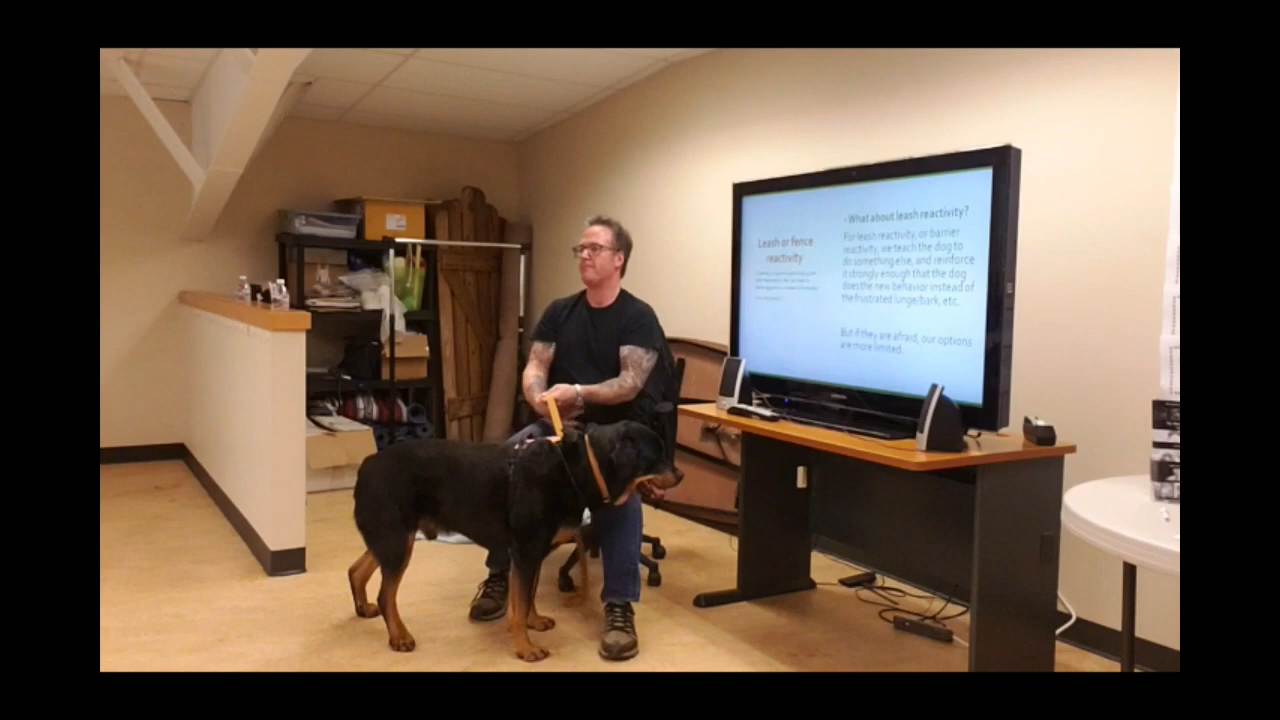 Leash or fence
reactivity
- What about leash reactivity?
For leash reactivity, or barrier
reactivity, we teach the dog to
do something else, and reinforce
it strongly enough that the dog
does the new behavior instead of
the frustrated lunge/bark, etc.
But if they are afraid, our options
are more limited.